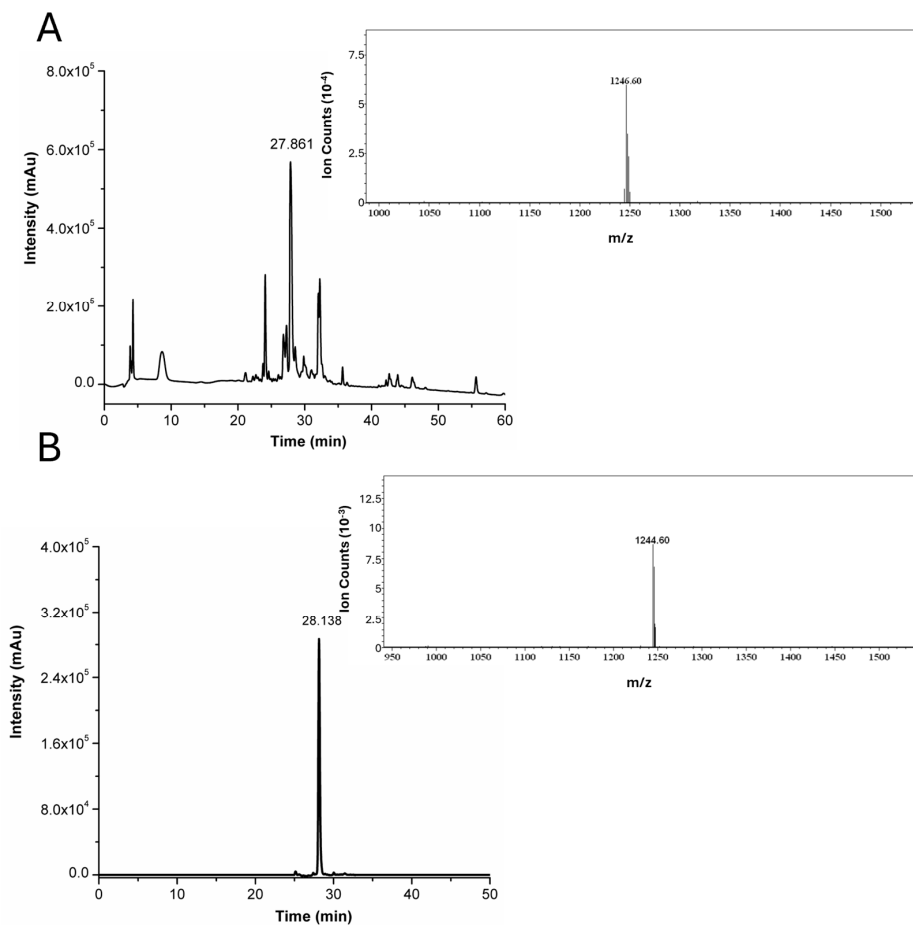 A
8.0x10⁵
6.0x10⁵
4.0x10⁵
2.0x10⁵
0.0
Intensity (mAu)
27.861
0 10 20 30 40 50 60
Time (min)
7.5
5
2.5
0
Ion Counts (10⁻⁴)
1246.60
1000 1050 1100 1150 1200 1250 1300 1350 1400 1450 1500
m/z
B
4.0x10⁵
3.2x10⁵
2.4x10⁵
1.6x10⁵
8.0x10⁴
0.0
Intensity (mAu)
28.138
0 10 20 30 40 50
Time (min)
12.5
10
7.5
5
2.5
0
Ion Counts (10⁻³)
1244.60
950 1000 1050 1100 1150 1200 1250 1300 1350 1400 1450 1500
m/z